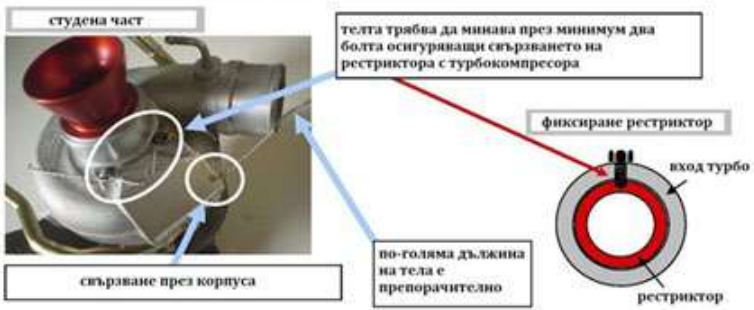 студена част
телта трябва да минава през минимум два
болта осигуряващи свързването на
рестриктора с турбокомпресора
фиксиране рестриктор
вход турбо
свързване през корпуса
по-голяма дължина
на тела е
препоръчително
рестриктор